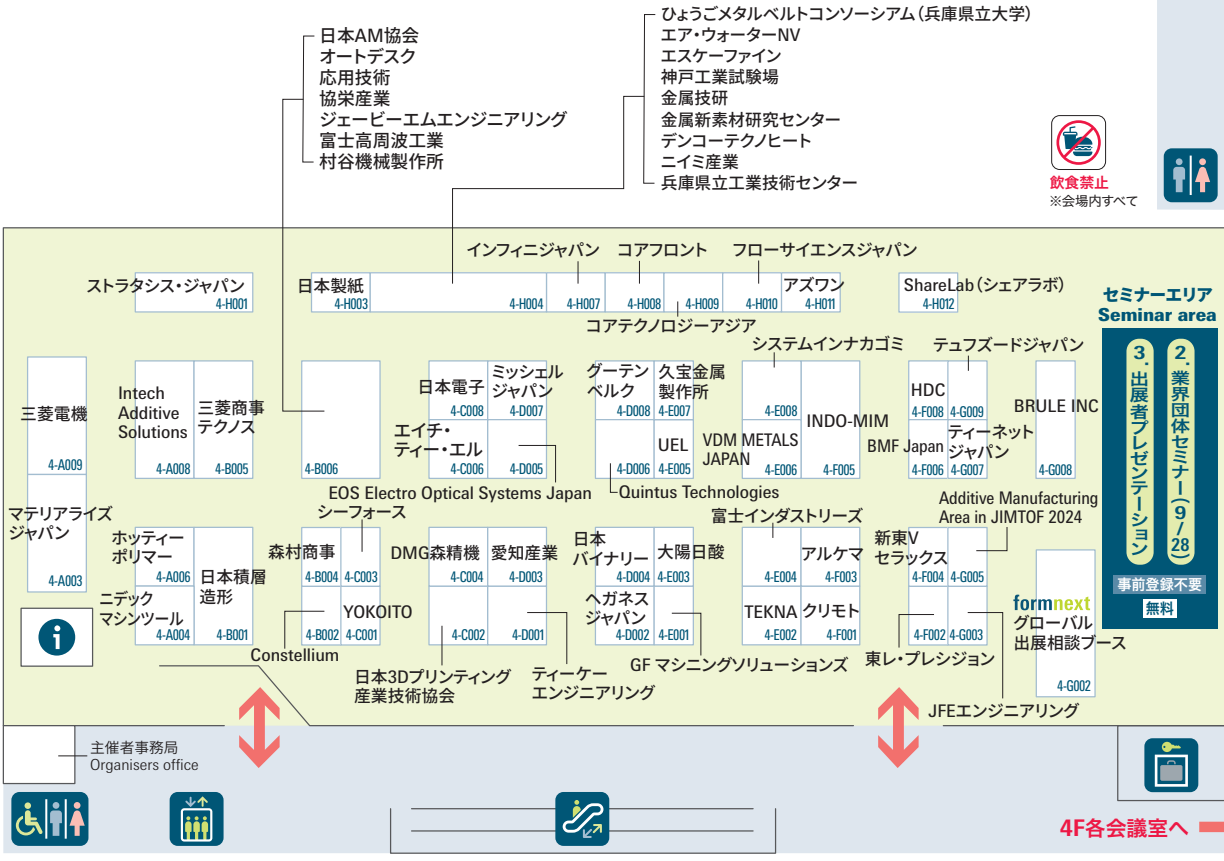 日本AM協会
オートデスク
応用技術
協栄産業
ジェービーエムエンジニアリング
富士高周波工業
村谷機械製作所
ひょうごメタルベルトコンソーシアム（兵庫県立大学）
エア・ウォーターNV
エスケーファイン
神戸工業試験場
金属技研
金属新素材研究センター
デンコーテクノヒート
ニイミ産業
兵庫県立工業技術センター
飲食禁止
※会場内すべて
ストラタシス・ジャパン
4-H001
日本製紙
4-H003
4-H004
インフィニジャパン
4-H007
コアフロント
4-H008
コアテクノロジーアジア
4-H009
フローサイエンスジャパン
4-H010
アズワン
4-H011
ShareLab（シェアラボ）
4-H012
セミナーエリア
Seminar area
2．業界団体セミナー（9/28）
3．出展者プレゼンテーション
事前登録不要
無料
三菱電機
4-A009
Intech
Additive
Solutions
4-A008
三菱商事
テクノス
4-B005
4-B006
日本電子
4-C008
ミッシェル
ジャパン
4-D007
エイチ・
ティー・エル
4-C006
4-D005
EOS Electro Optical Systems Japan
グーテン
ベルク
4-D008
久宝金属
製作所
4-E007
4-D006
UEL
4-E005
Quintus Technologies
システムインナカゴミ
4-E008
VDM METALS
JAPAN
4-E006
INDO-MIM
4-F005
テュフズードジャパン
HDC
4-F008
4-G009
BMF Japan
4-F006
ティーネット
ジャパン
4-G007
BRULE INC
4-G008
マテリアライズ
ジャパン
4-A003
ホッティー
ポリマー
4-A006
ニデック
マシンツール
4-A004
日本積層
造形
4-B001
シーフォース
森村商事
4-B004
4-C003
4-B002
YOKOITO
4-C001
Constellium
DMG森精機
4-C004
愛知産業
4-D003
4-C002
4-D001
日本3Dプリンティング
産業技術協会
ティーケー
エンジニアリング
日本
バイナリー
4-D004
大陽日酸
4-E003
ヘガネス
ジャパン
4-D002
4-E001
GF マシニングソリューションズ
富士インダストリーズ
4-E004
アルケマ
4-F003
TEKNA
4-E002
クリモト
4-F001
Additive Manufacturing
Area in JIMTOF 2024
新東V
セラックス
4-F004
4-G005
4-F002
4-G003
東レ・プレシジョン
JFEエンジニアリング
formnext
グローバル
出展相談ブース
4-G002
i
主催者事務局
Organisers office
4F各会議室へ